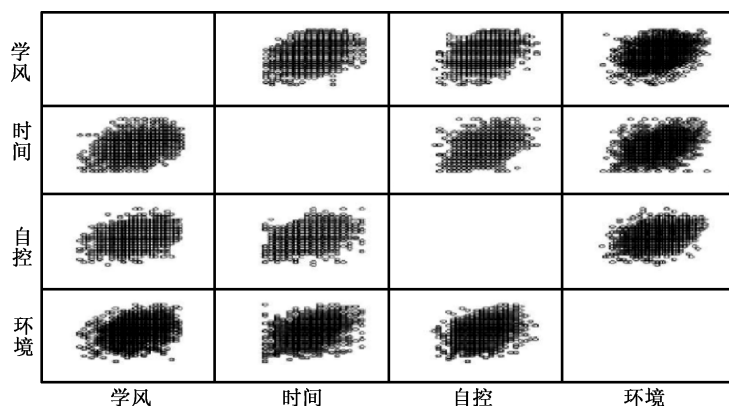 学风
时间
自控
环境
学风 时间 自控 环境